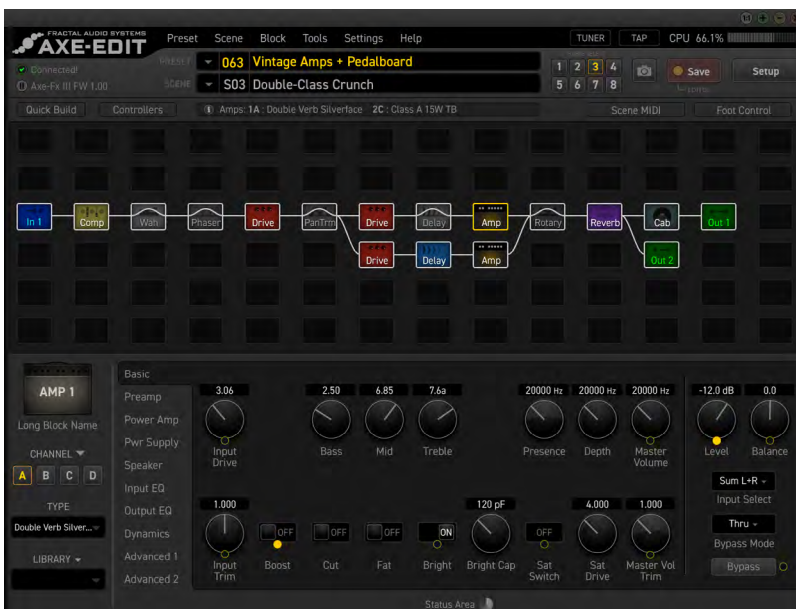 FRACTAL AUDIO SYSTEMS
AXE-EDIT
Preset Scene Block Tools Settings Help
TUNER TAP CPU 66.1%
Connected!
PRESET 063 Vintage Amps + Pedalboard
1 2 3 4
Save Setup
Axe-Fx III FW 1.00
SCENE S03 Double-Class Crunch
5 6 7 8
Quick Build Controllers
Amps: 1A : Double Verb Silverface 2C : Class A 15W TB
Scene MIDI Foot Control
In 1 Comp Wah Phaser Drive PanTrm Drive Delay Amp Rotary Reverb Cab Out 1
Drive Delay Amp Out 2
AMP 1
Long Block Name
CHANNEL
A B C D
TYPE
Double Verb Silver...
LIBRARY
Basic
Preamp
Power Amp
Pwr Supply
Speaker
Input EQ
Output EQ
Dynamics
Advanced 1
Advanced 2
3.06 2.50 6.85 7.6a 20000 Hz 20000 Hz 20000 Hz
Input Drive Bass Mid Treble Presence Depth Master Volume
1.000 OFF OFF OFF ON 120 pF OFF 4.000 1.000
Input Trim Boost Cut Fat Bright Bright Cap Sat Switch Sat Drive Master Vol Trim
-12.0 dB 0.0
Level Balance
Sum L+R
Input Select
Thru
Bypass Mode
Bypass
Status Area